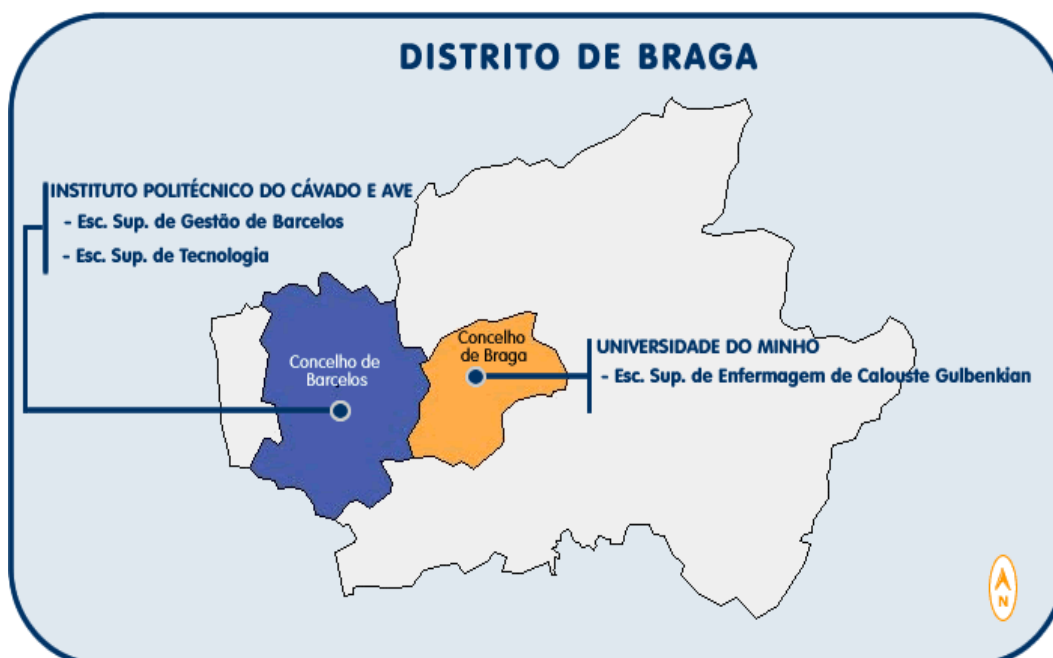 DISTRITO DE BRAGA
INSTITUTO POLITÉCNICO DO CÁVADO E AVE
- Esc. Sup. de Gestão de Barcelos
- Esc. Sup. de Tecnologia
Concelho de
Barcelos
Concelho
de Braga
UNIVERSIDADE DO MINHO
- Esc. Sup. de Enfermagem de Calouste Gulbenkian
N